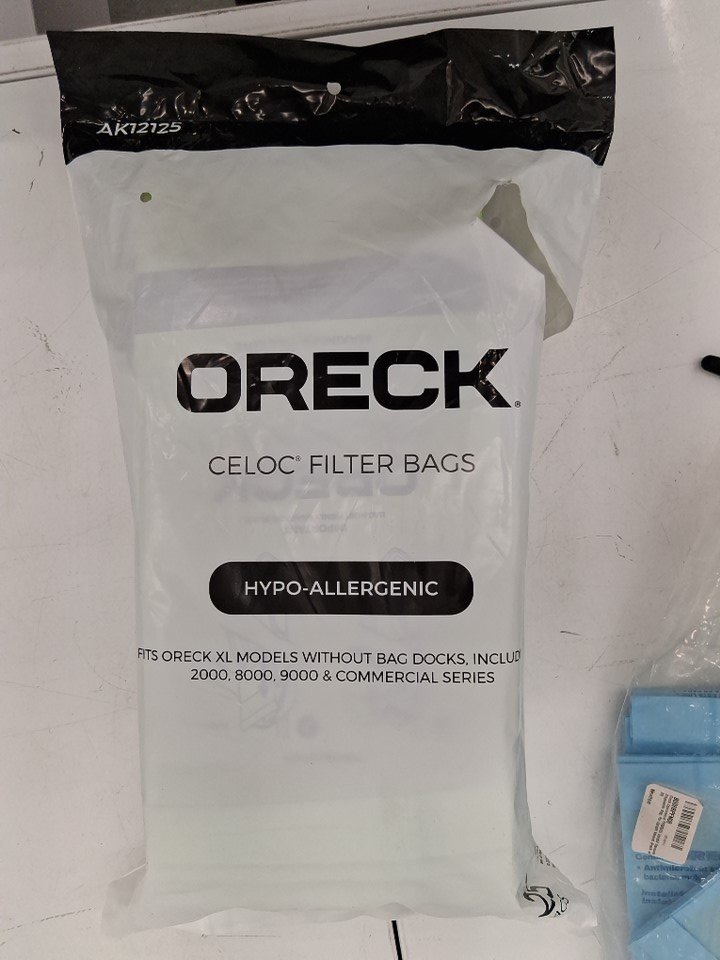 AK12125
ORECK®
CELOC® FILTER BAGS
HYPO-ALLERGENIC
FITS ORECK XL MODELS WITHOUT BAG DOCKS, INCLUD
2000, 8000, 9000 & COMMERCIAL SERIES